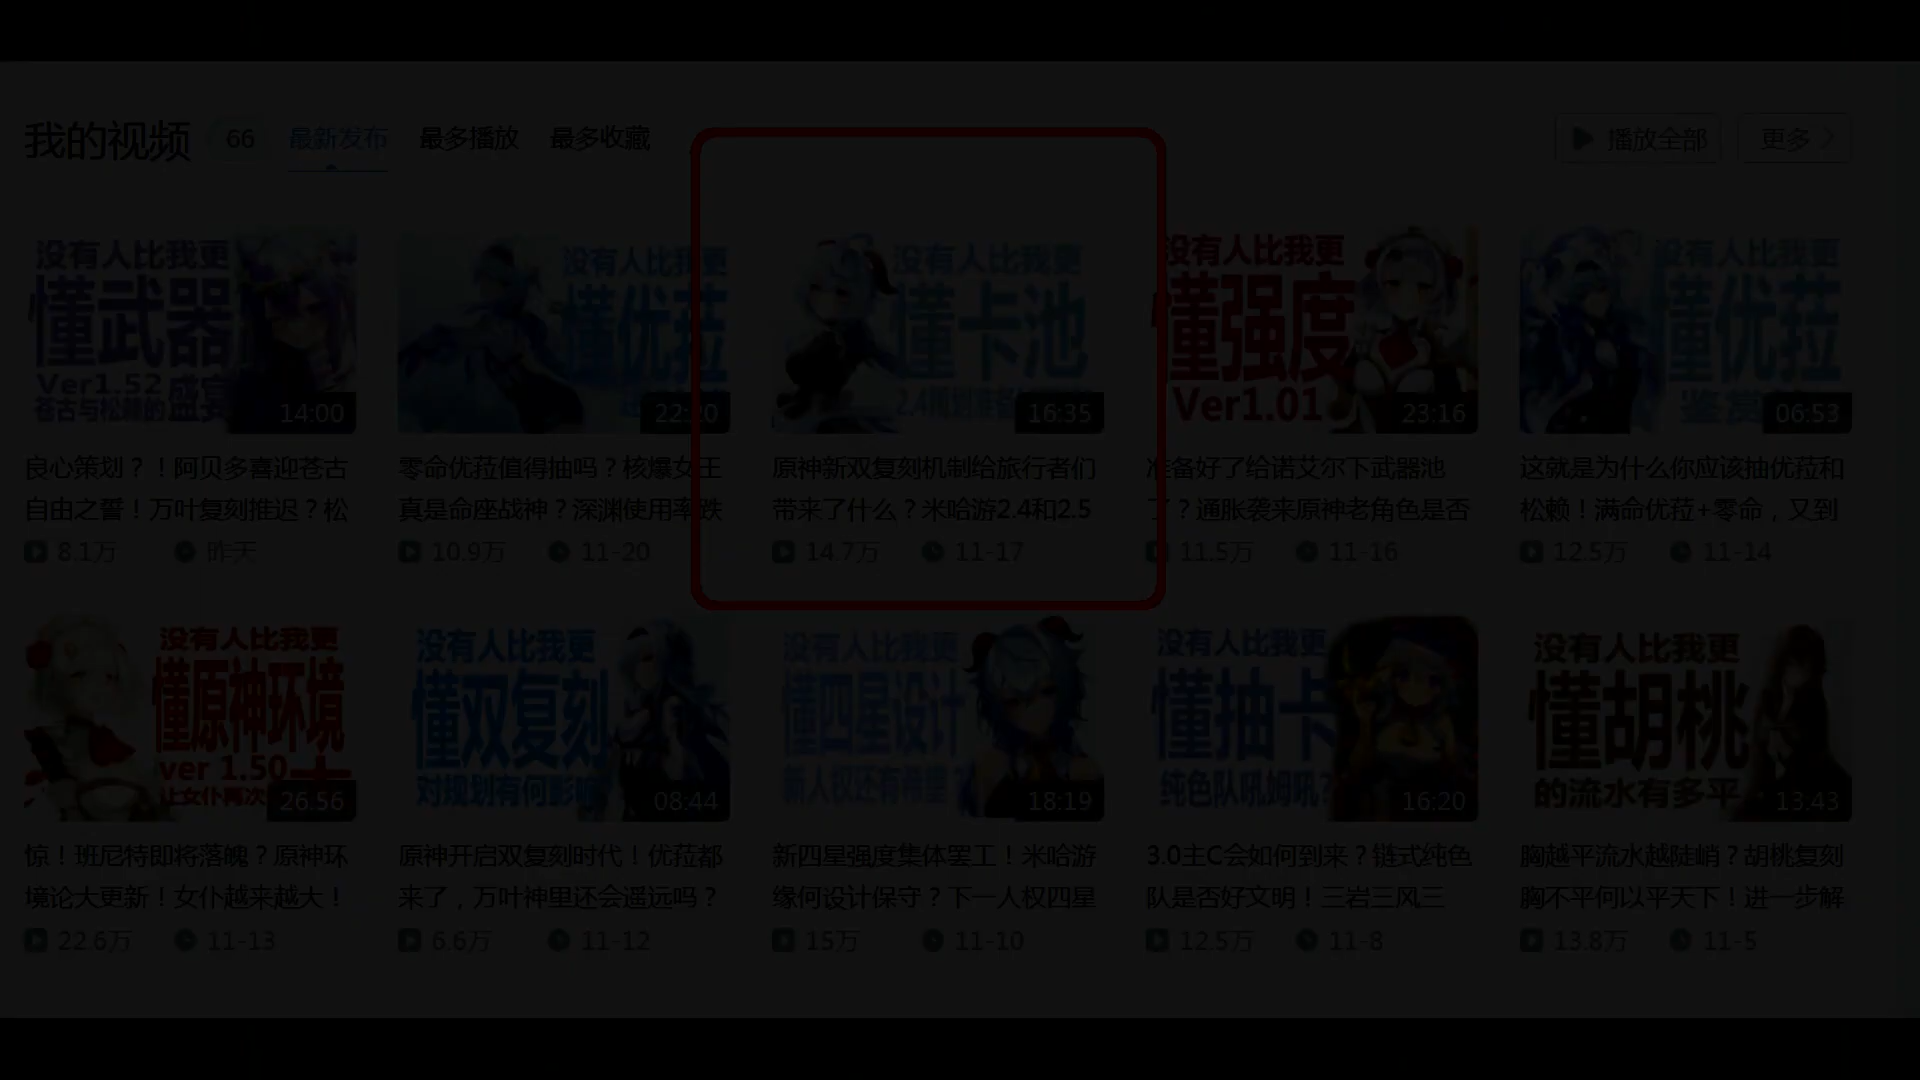 我的视频 66 最新发布 最多播放 最多收藏 播放全部 更多
没有人比我更
懂武器
Ver1.52
14:00
没有人比我更
懂优菈
22:20
没有人比我更
懂卡池
16:35
没有人比我更
懂强度
Ver1.01
23:16
没有人比我更
懂优菈
鉴赏
06:53
良心策划？！阿贝多喜迎苍古
自由之誓！万叶复刻推迟？松
8.1万 昨天
零命优菈值得抽吗？核爆女王
真是命座战神？深渊使用率跌
10.9万 11-20
原神新双复刻机制给旅行者们
带来了什么？米哈游2.4和2.5
14.7万 11-17
准备好了给诺艾尔下武器池
了？通胀袭来原神老角色是否
11.5万 11-16
这就是为什么你应该抽优菈和
松赖！满命优菈+零命，又到
12.5万 11-14
没有人比我更
懂原神环境
ver 1.50
让女仆再次
26:56
没有人比我更
懂双复刻
对规划有何影响
08:44
没有人比我更
懂四星设计
新人权还有希望？
18:19
没有人比我更
懂抽卡
纯色队吼姆吼？
16:20
没有人比我更
懂胡桃
的流水有多平
13:43
惊！班尼特即将落魄？原神环
境论大更新！女仆越来越大！
22.6万 11-13
原神开启双复刻时代！优菈都
来了，万叶神里还会遥远吗？
6.6万 11-12
新四星强度集体罢工！米哈游
缘何设计保守？下一人权四星
15万 11-10
3.0主C会如何到来？链式纯色
队是否好文明！三岩三风三
12.5万 11-8
胸越平流水越陡峭？胡桃复刻
胸不平何以平天下！进一步解
13.8万 11-5